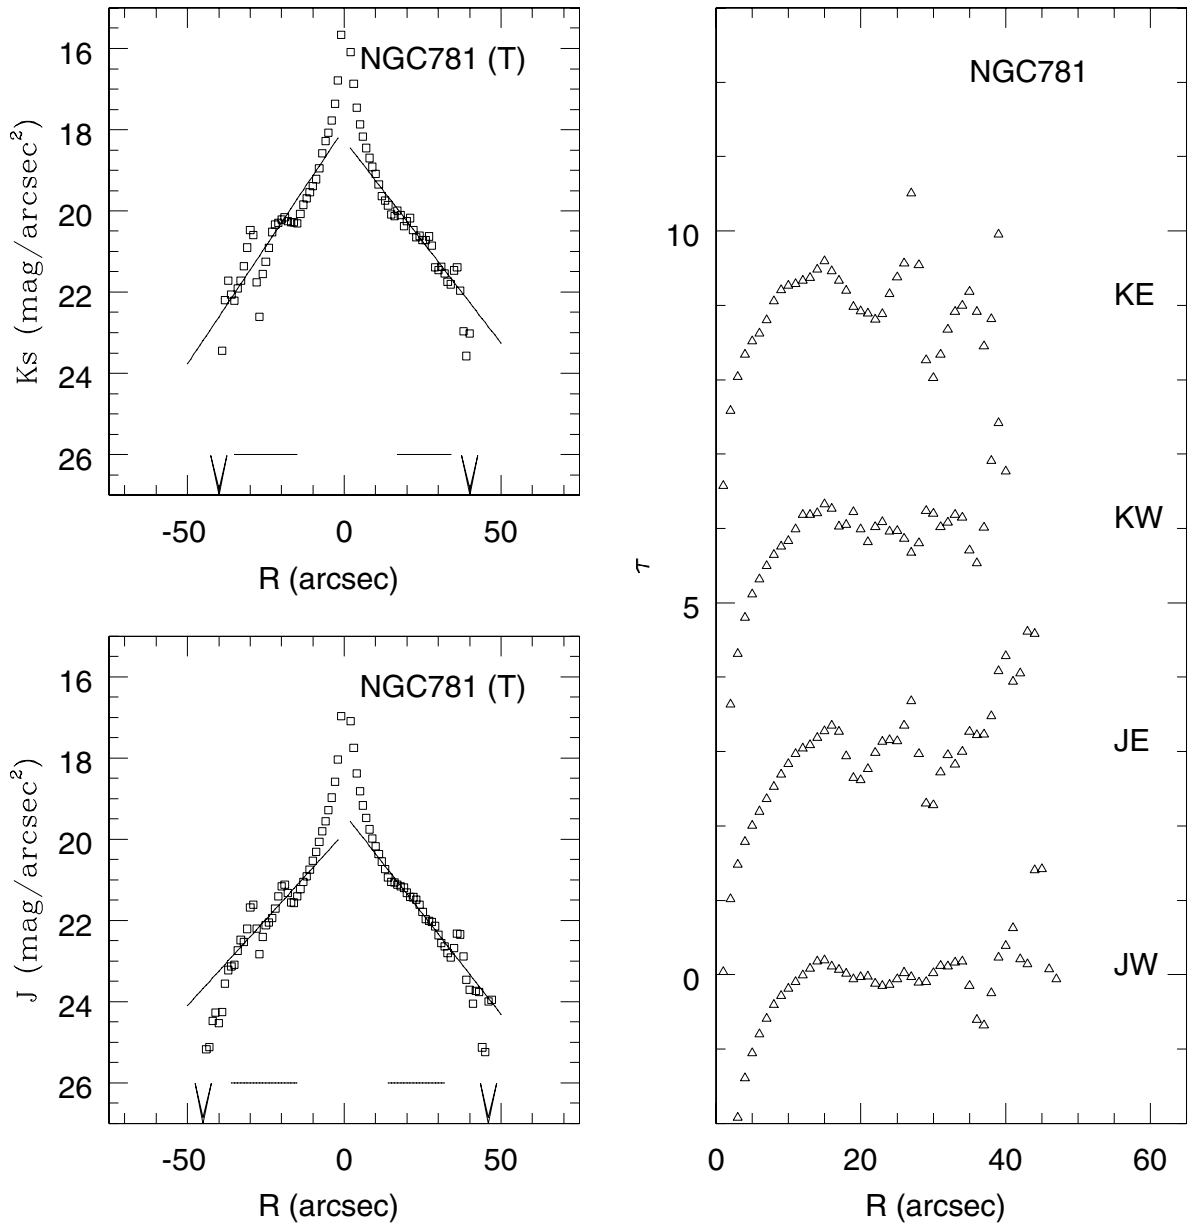 NGC781 (T)
16
18
20
22
24
26
Ks (mag/arcsec²)
-50 0 50
R (arcsec)
NGC781 (T)
16
18
20
22
24
26
J (mag/arcsec²)
-50 0 50
R (arcsec)
NGC781
10
5
0
τ
KE
KW
JE
JW
0 20 40 60
R (arcsec)